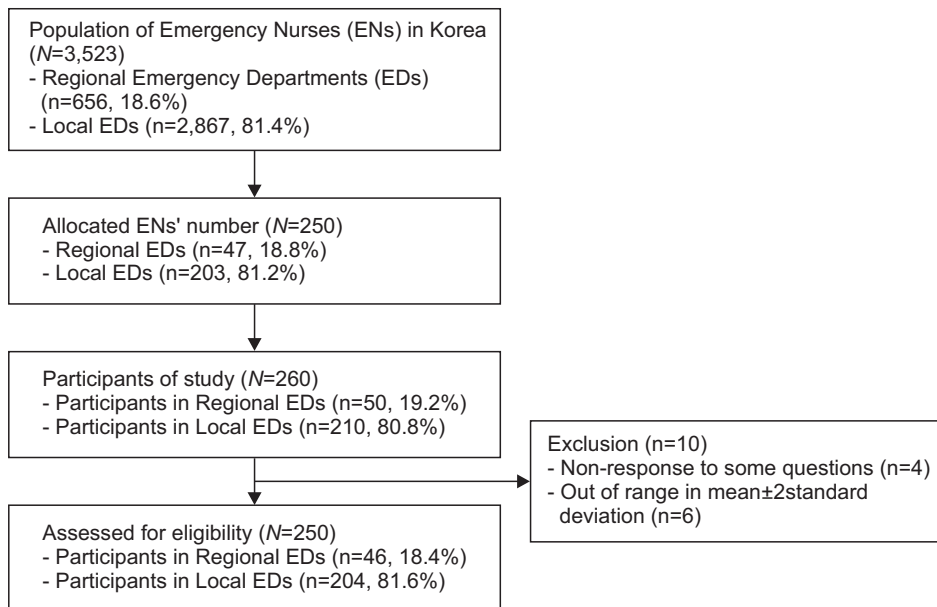 Population of Emergency Nurses (ENs) in Korea
(N=3,523)
- Regional Emergency Departments (EDs)
(n=656, 18.6%)
- Local EDs (n=2,867, 81.4%)
Allocated ENs' number (N=250)
- Regional EDs (n=47, 18.8%)
- Local EDs (n=203, 81.2%)
Participants of study (N=260)
- Participants in Regional EDs (n=50, 19.2%)
- Participants in Local EDs (n=210, 80.8%)
Exclusion (n=10)
- Non-response to some questions (n=4)
- Out of range in mean±2standard
deviation (n=6)
Assessed for eligibility (N=250)
- Participants in Regional EDs (n=46, 18.4%)
- Participants in Local EDs (n=204, 81.6%)